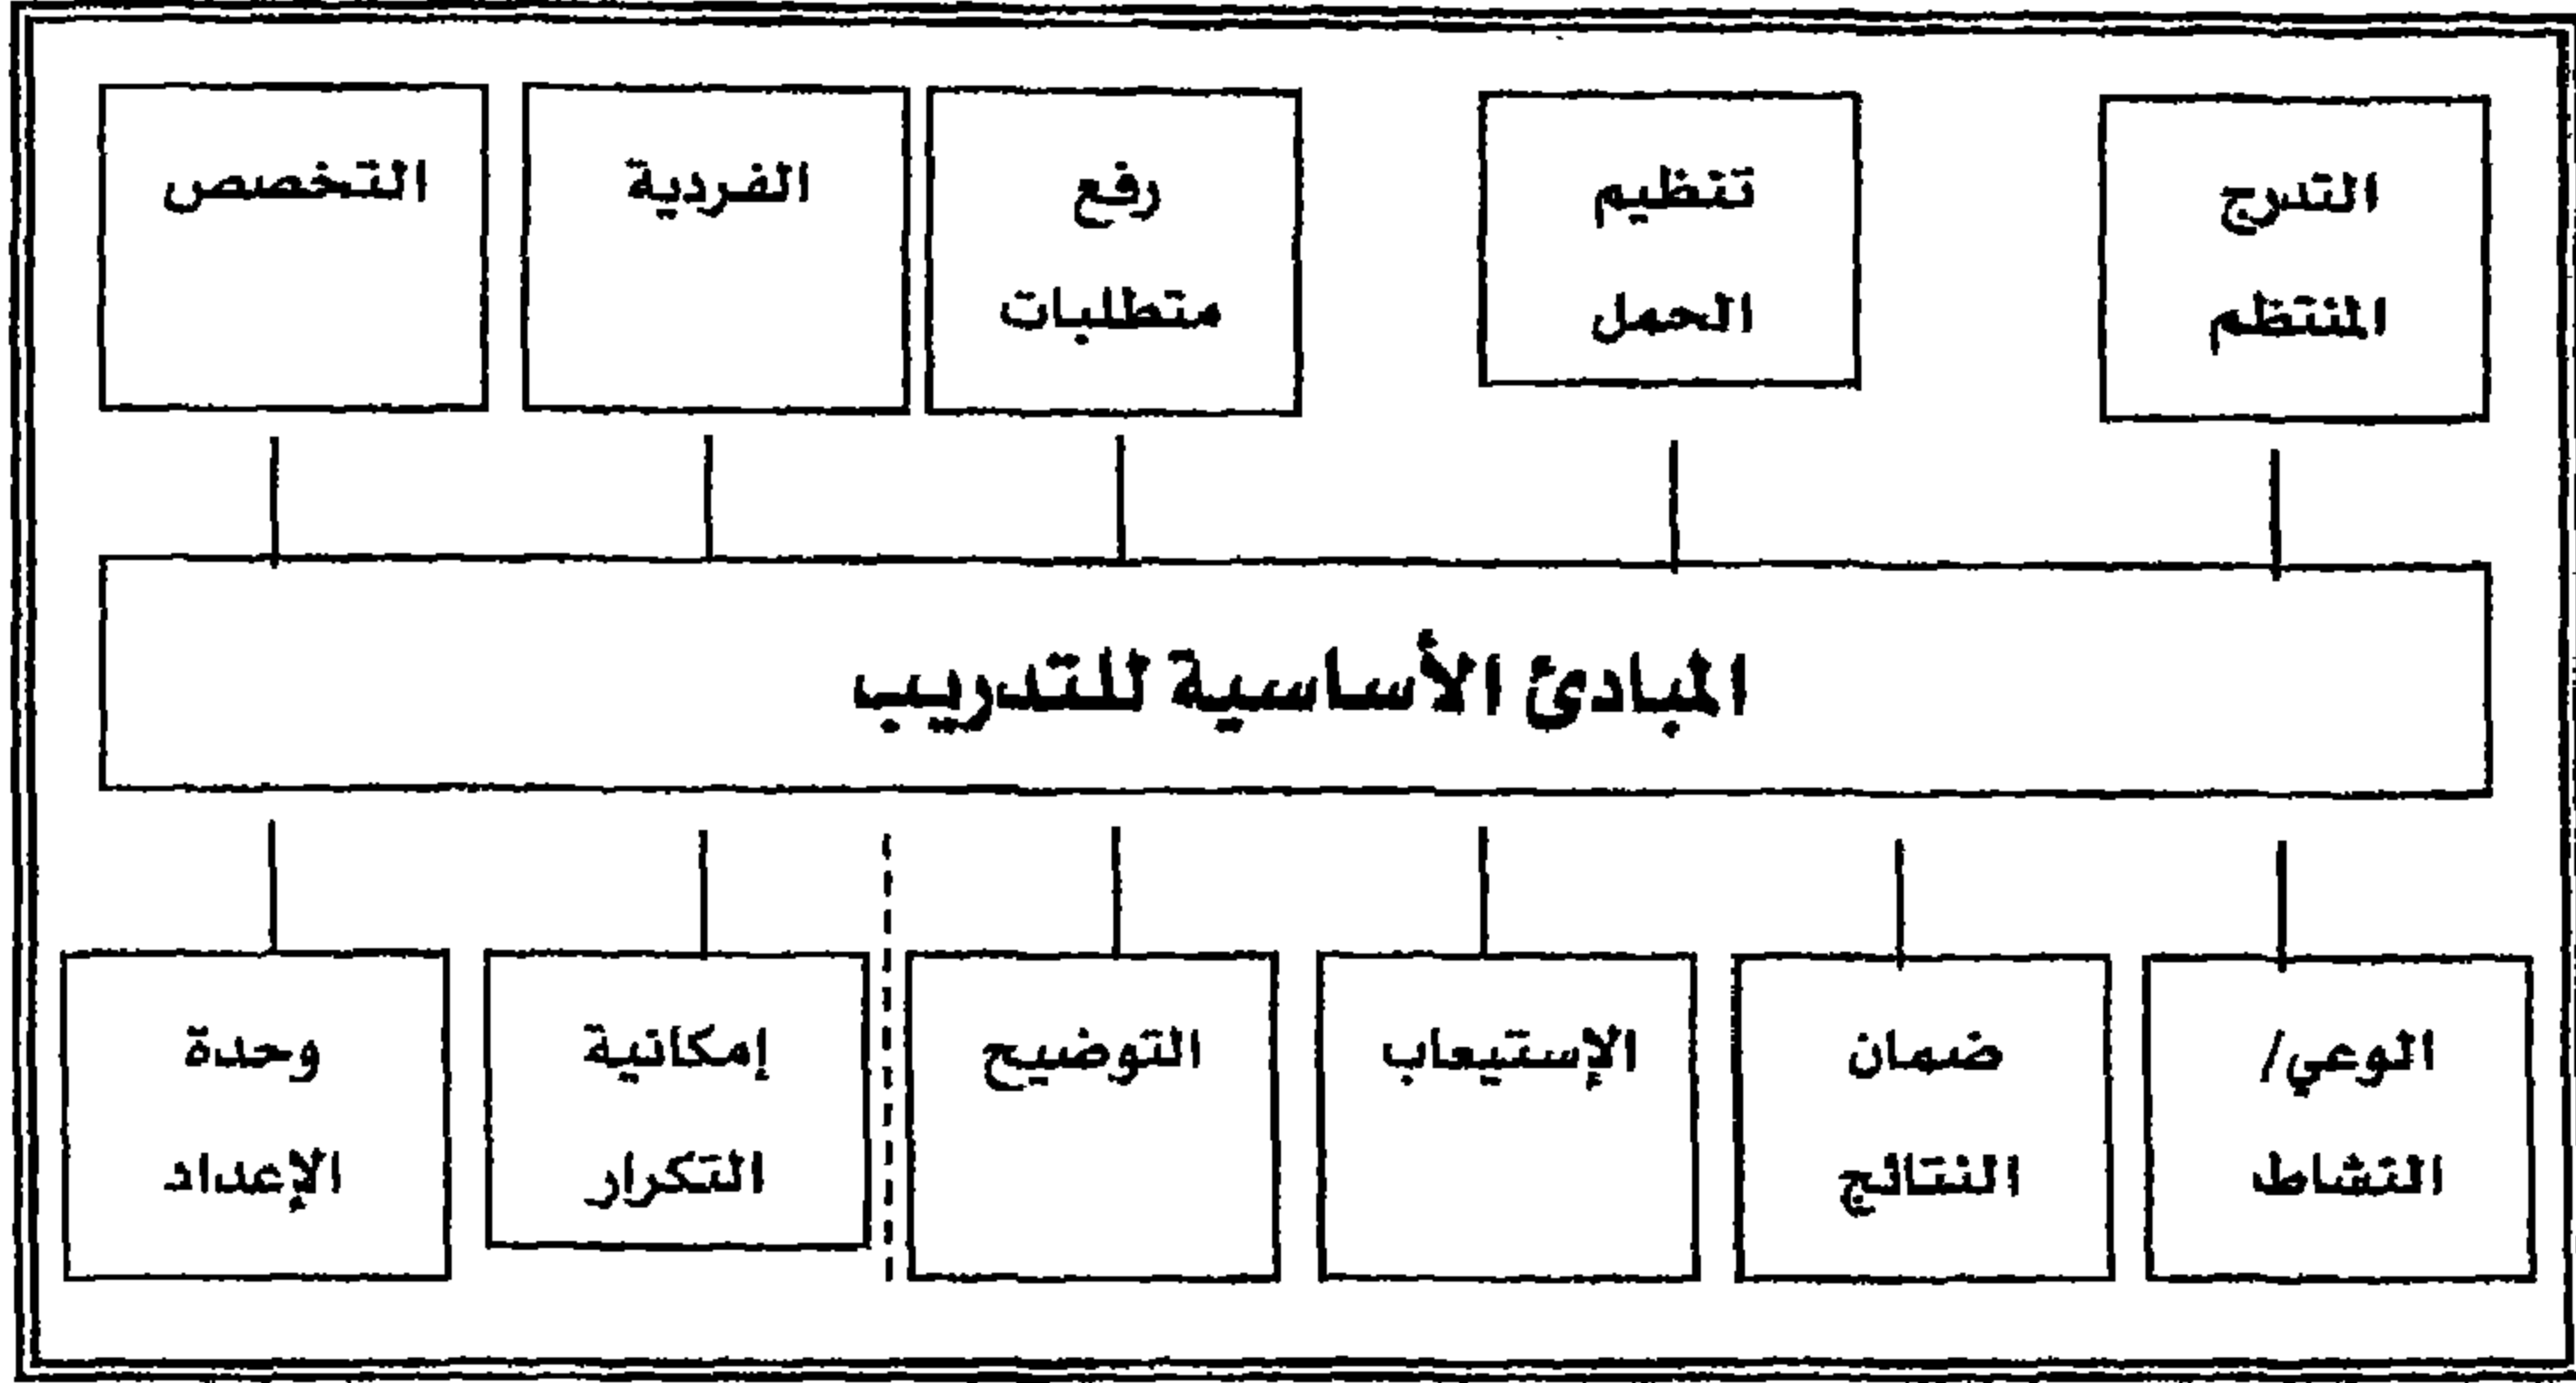 التدرج
المنتظم
تنظيم
الحمل
رفع
متطلبات
الفردية
التخصص
المبادئ الأساسية للتدريب
الوعي/
النشاط
ضمان
النتائج
الإستيعاب
التوضيح
إمكانية
التكرار
وحدة
الإعداد